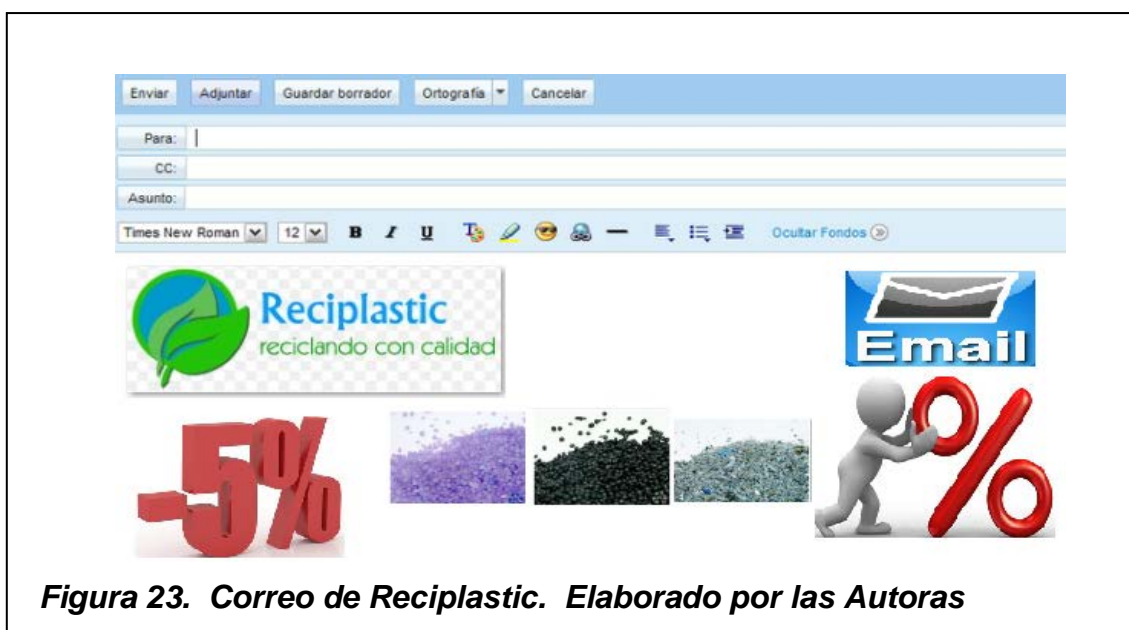 Enviar Adjuntar Guardar borrador Ortografía Cancelar
Para:
CC:
Asunto:
Times New Roman 12 B I U T Ocultar Fondos
Reciplastic
reciclando con calidad
Email
-5%
%
Figura 23. Correo de Reciplastic. Elaborado por las Autoras